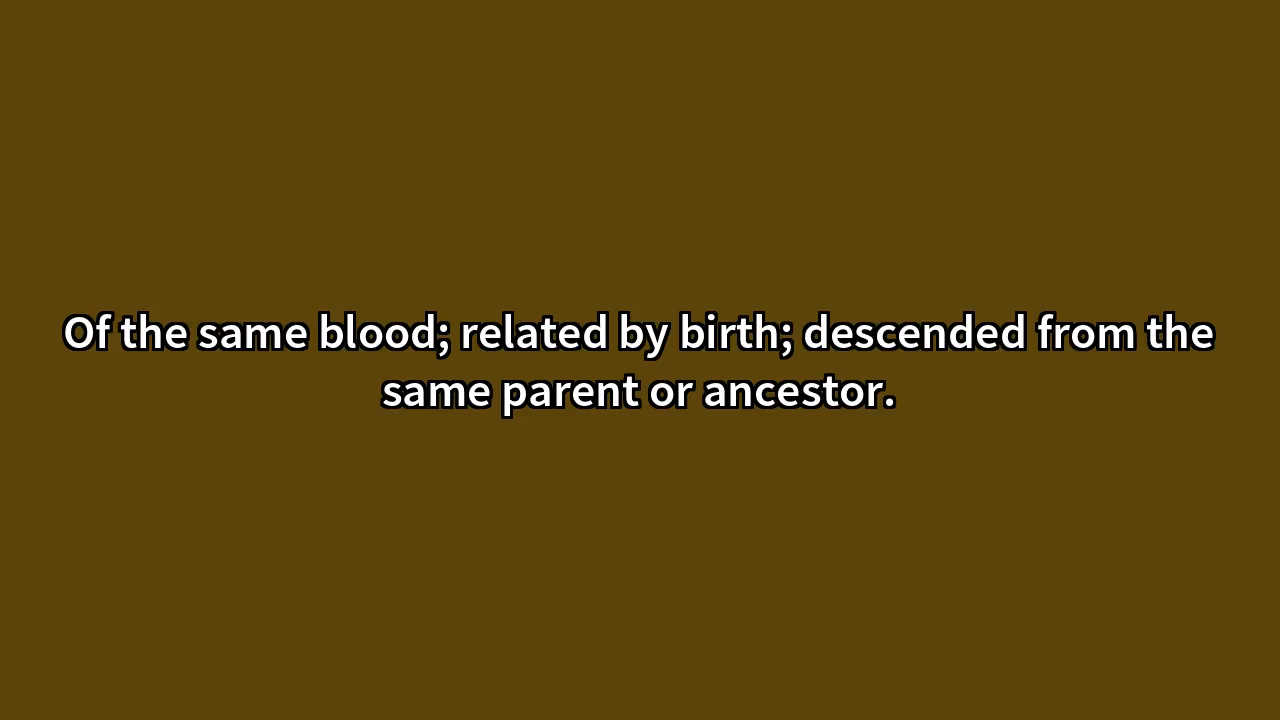 Of the same blood; related by birth; descended from the
same parent or ancestor.